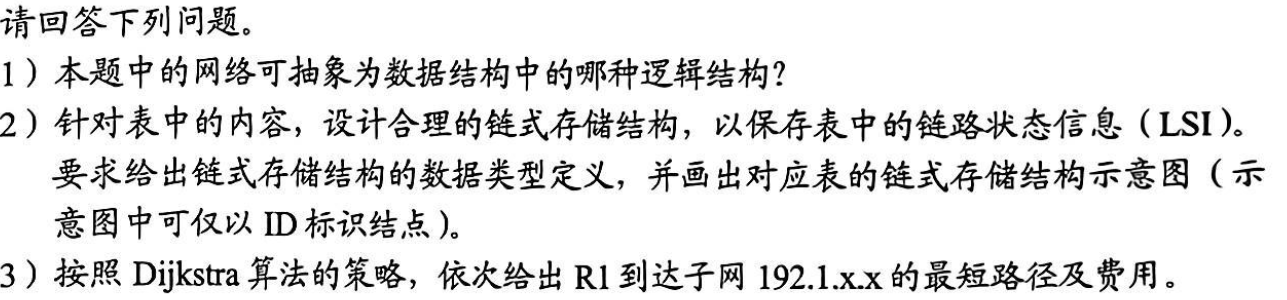 请回答下列问题。
1）本题中的网络可抽象为数据结构中的哪种逻辑结构?
2）针对表中的内容，设计合理的链式存储结构，以保存表中的链路状态信息（LSI）。
要求给出链式存储结构的数据类型定义，并画出对应表的链式存储结构示意图（示
意图中可仅以 ID 标识结点）。
3）按照 Dijkstra 算法的策略，依次给出 R1 到达子网 192.1.x.x 的最短路径及费用。